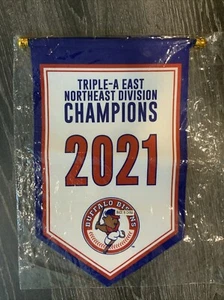 TRIPLE-A EAST
NORTHEAST DIVISION
CHAMPIONS
2021
BUFFALO BISONS